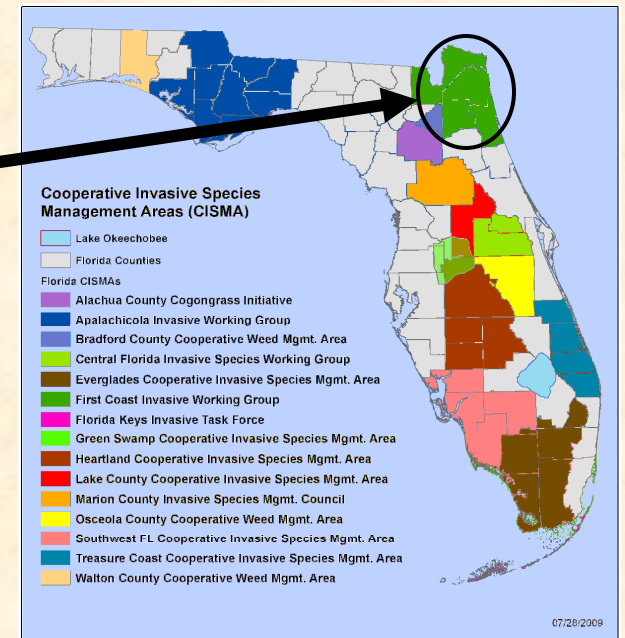 Cooperative Invasive Species
Management Areas (CISMA)
Lake Okeechobee
Florida Counties
Florida CISMAs
Alachua County Cogongrass Initiative
Apalachicola Invasive Working Group
Bradford County Cooperative Weed Mgmt. Area
Central Florida Invasive Species Working Group
Everglades Cooperative Invasive Species Mgmt. Area
First Coast Invasive Working Group
Florida Keys Invasive Task Force
Green Swamp Cooperative Invasive Species Mgmt. Area
Heartland Cooperative Invasive Species Mgmt. Area
Lake County Cooperative Invasive Species Mgmt. Area
Marion County Invasive Species Mgmt. Council
Osceola County Cooperative Weed Mgmt. Area
Southwest FL Cooperative Invasive Species Mgmt. Area
Treasure Coast Cooperative Invasive Species Mgmt. Area
Walton County Cooperative Weed Mgmt. Area
07/28/2009